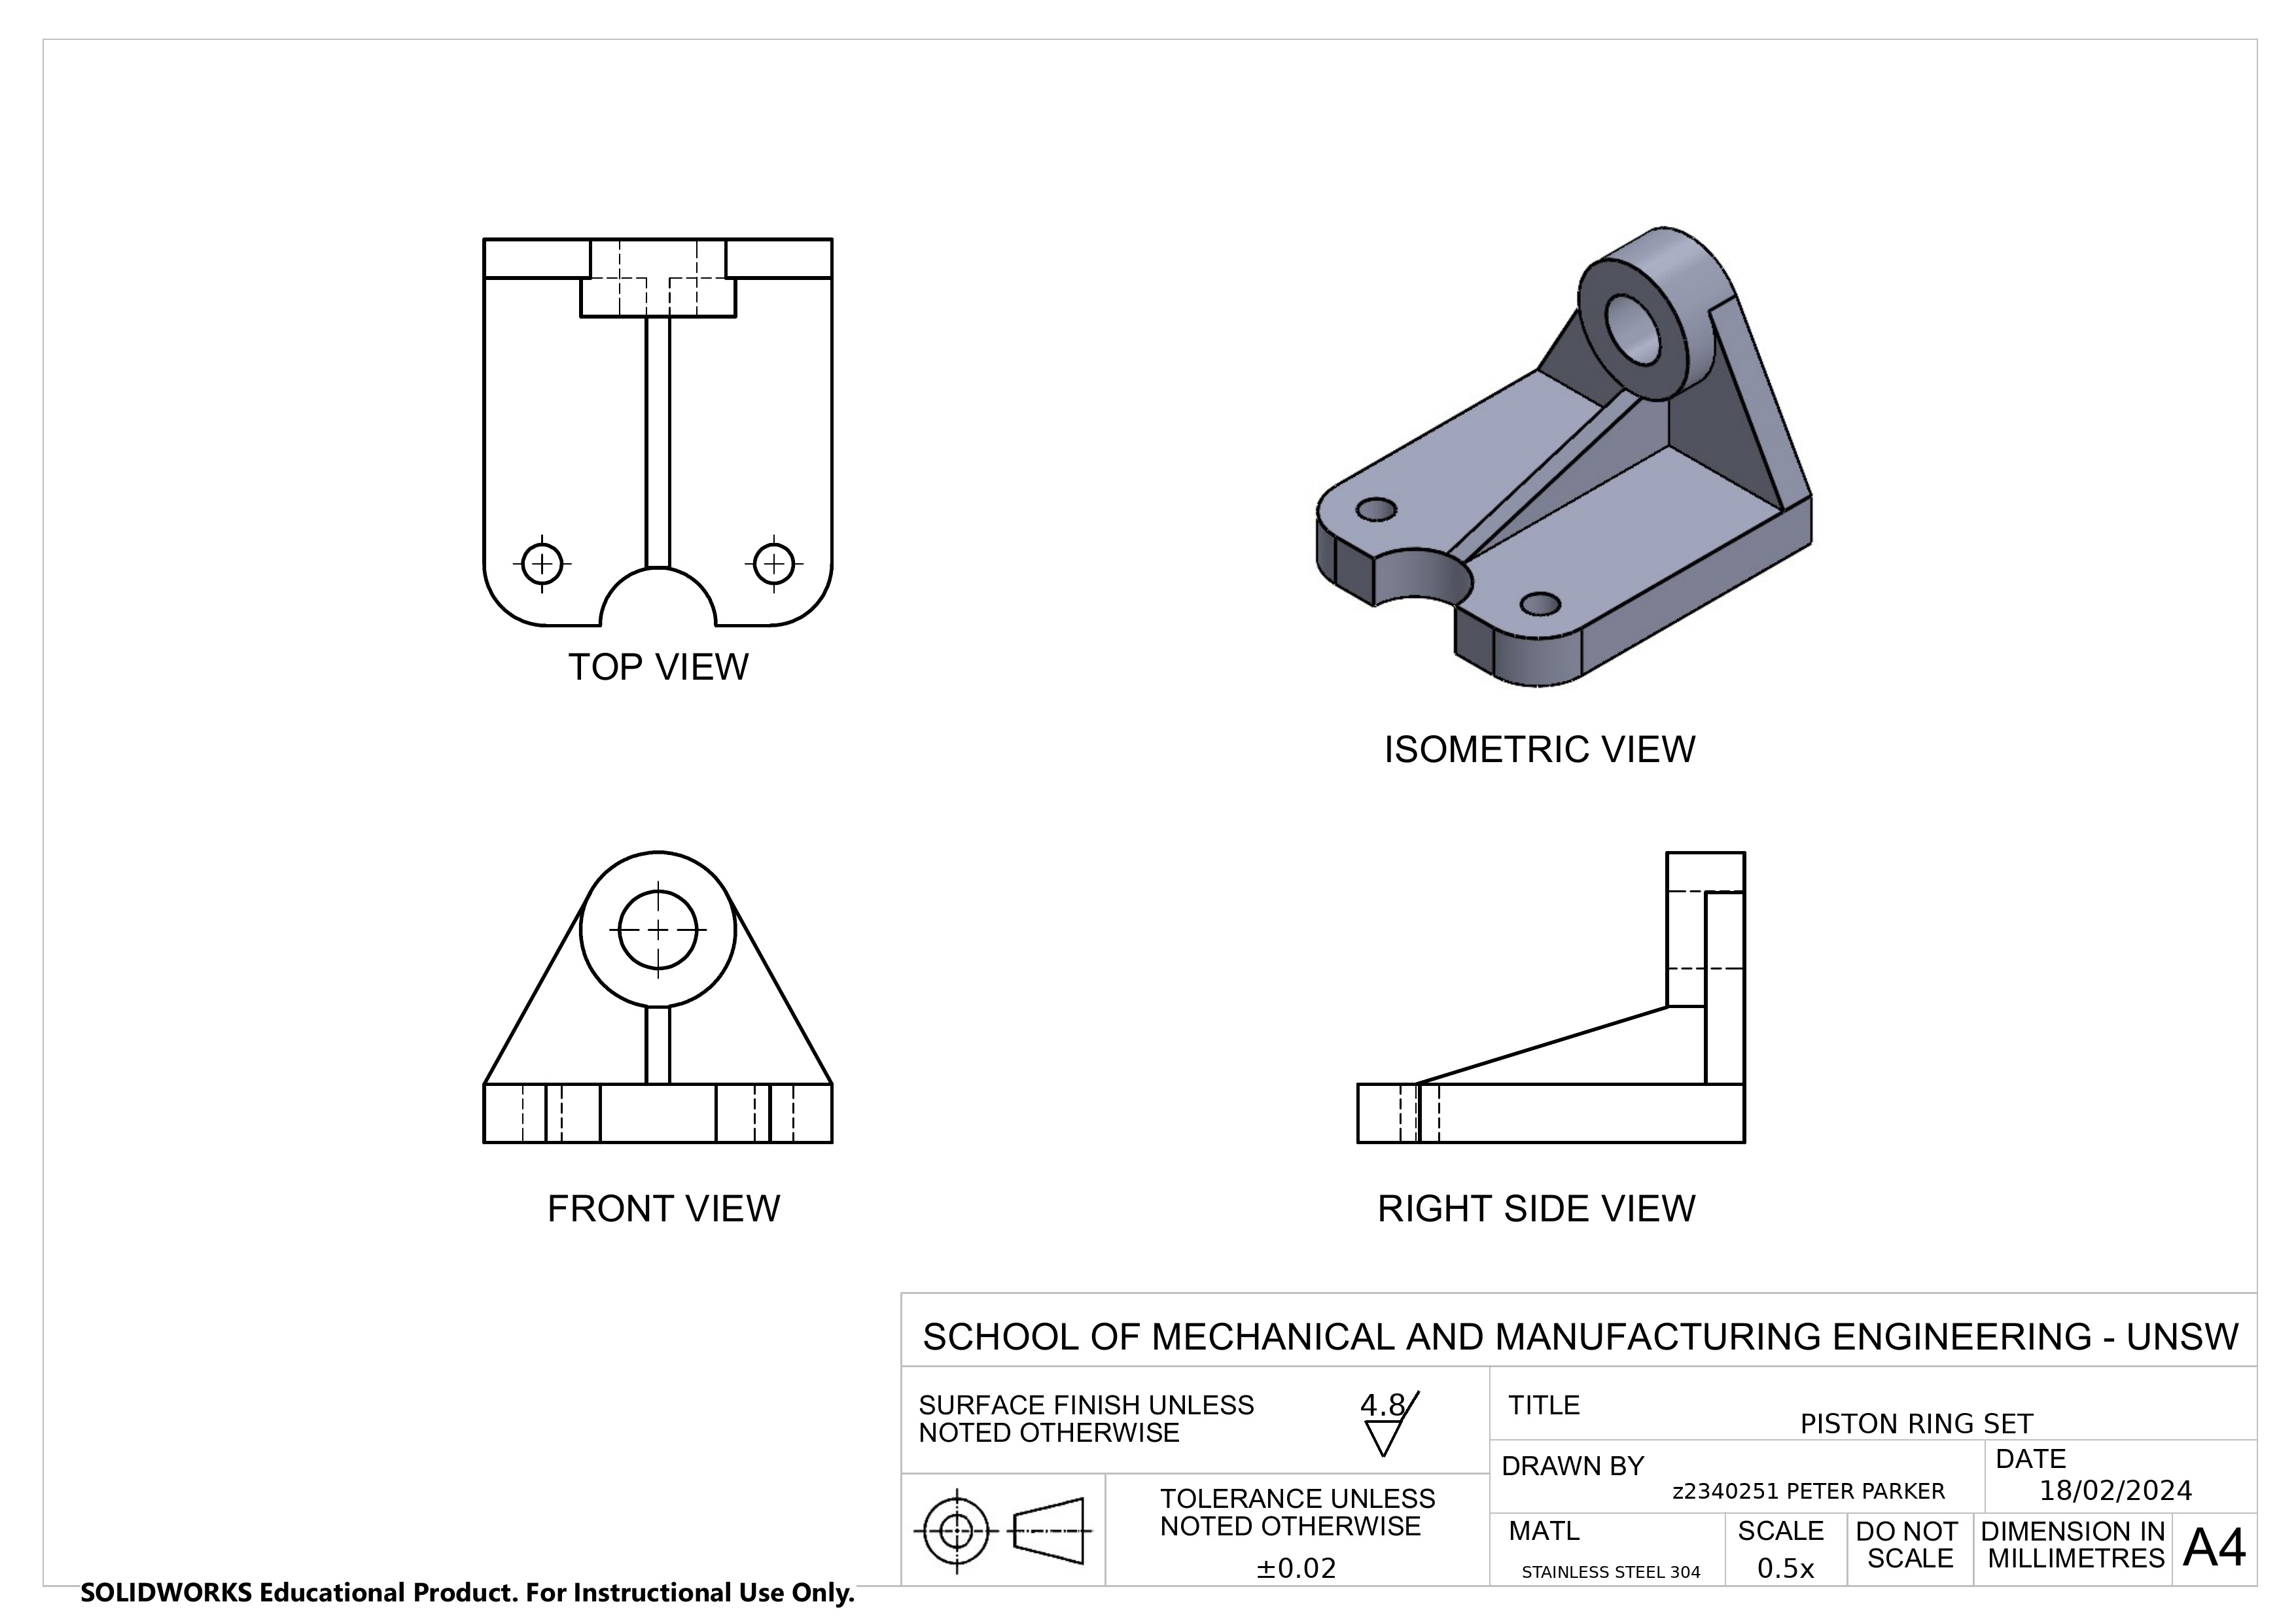 TOP VIEW
ISOMETRIC VIEW
FRONT VIEW
RIGHT SIDE VIEW
SCHOOL OF MECHANICAL AND MANUFACTURING ENGINEERING - UNSW
SURFACE FINISH UNLESS
NOTED OTHERWISE
4.8
TITLE
PISTON RING SET
DRAWN BY
z2340251 PETER PARKER
DATE
18/02/2024
TOLERANCE UNLESS
NOTED OTHERWISE
±0.02
MATL
STAINLESS STEEL 304
SCALE
0.5x
DO NOT
SCALE
DIMENSION IN
MILLIMETRES
A4
SOLIDWORKS Educational Product. For Instructional Use Only.